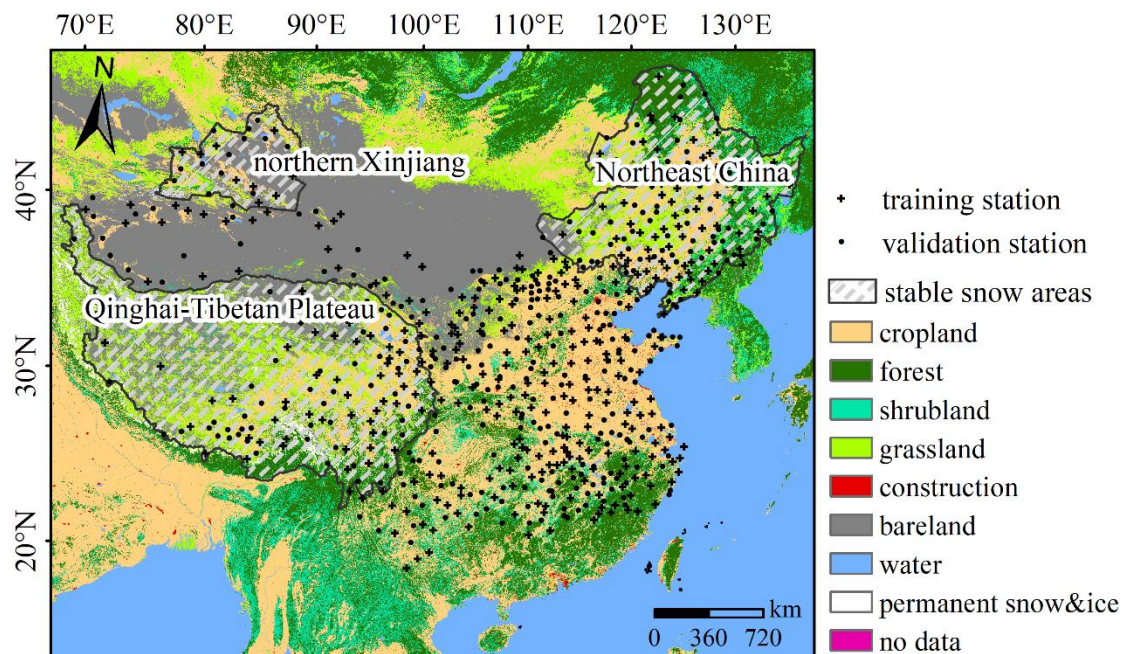 70°E 80°E 90°E 100°E 110°E 120°E 130°E
N
northern Xinjiang
Northeast China
Qinghai-Tibetan Plateau
40°N
30°N
20°N
km
0 360 720
training station
validation station
stable snow areas
cropland
forest
shrubland
grassland
construction
bareland
water
permanent snow&ice
no data